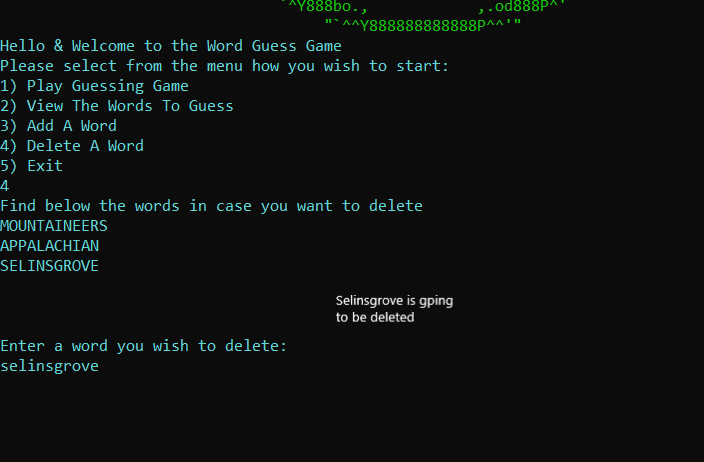 `^Y888bo.,            ,.od888P^'
"`^^Y888888888888P^^'"
Hello & Welcome to the Word Guess Game
Please select from the menu how you wish to start:
1) Play Guessing Game
2) View The Words To Guess
3) Add A Word
4) Delete A Word
5) Exit
4
Find below the words in case you want to delete
MOUNTAINEERS
APPALACHIAN
SELINSGROVE
Selinsgrove is gping
to be deleted
Enter a word you wish to delete:
selinsgrove